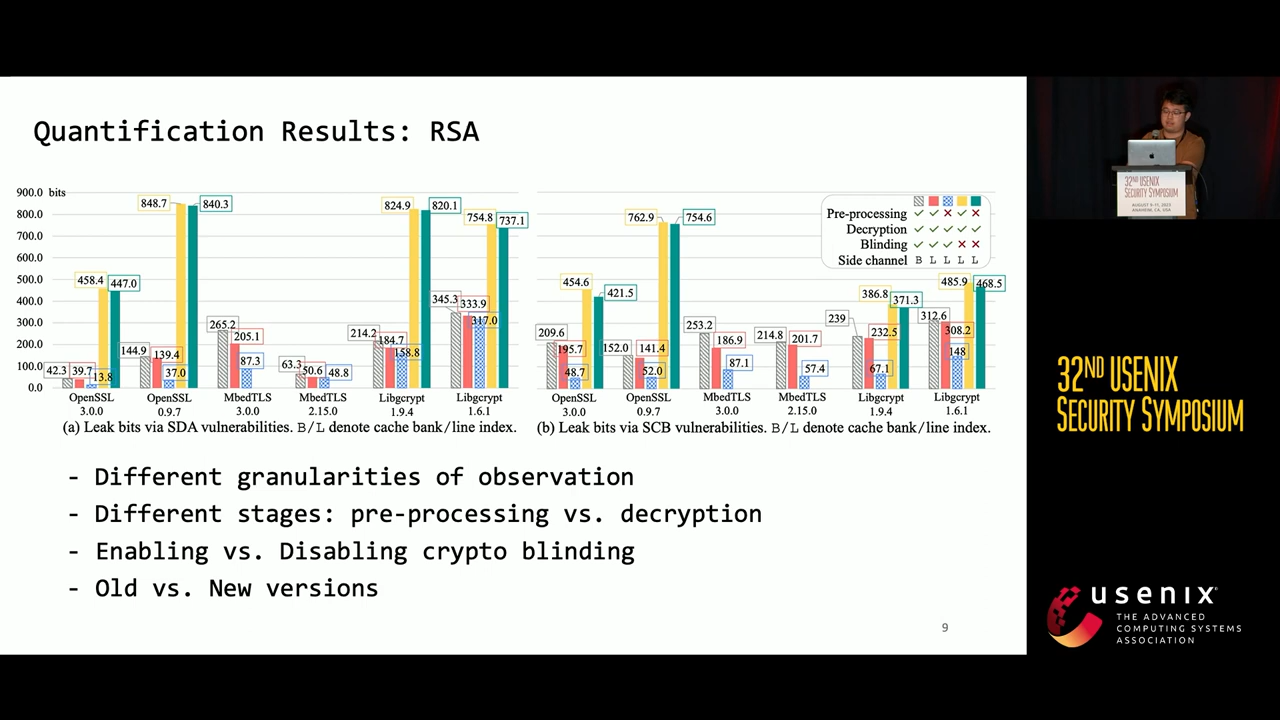 Quantification Results: RSA
900.0 bits
800.0
700.0
600.0
500.0
400.0
300.0
200.0
100.0
0.0
42.3 39.7 13.8 458.4 447.0
144.9 139.4 37.0 848.7 840.3
265.2 205.1 87.3
63.3 50.6 48.8
214.2 184.7 158.8 824.9 820.1
345.3 333.9 317.0 754.8 737.1
OpenSSL 3.0.0
OpenSSL 0.9.7
MbedTLS 3.0.0
MbedTLS 2.15.0
Libgcrypt 1.9.4
Libgcrypt 1.6.1
(a) Leak bits via SDA vulnerabilities. B/L denote cache bank/line index.
209.6 195.7 48.7 454.6 421.5
152.0 141.4 52.0 762.9 754.6
253.2 186.9 87.1
214.8 201.7 57.4
239 232.5 67.1 386.8 371.3
312.6 308.2 148 485.9 468.5
Pre-processing ✓ ✓ ✕ ✓ ✕
Decryption ✓ ✓ ✓ ✓ ✓
Blinding ✓ ✓ ✓ ✕ ✕
Side channel B L L L L
OpenSSL 3.0.0
OpenSSL 0.9.7
MbedTLS 3.0.0
MbedTLS 2.15.0
Libgcrypt 1.9.4
Libgcrypt 1.6.1
(b) Leak bits via SCB vulnerabilities. B/L denote cache bank/line index.
- Different granularities of observation
- Different stages: pre-processing vs. decryption
- Enabling vs. Disabling crypto blinding
- Old vs. New versions
9
32ND USENIX
SECURITY SYMPOSIUM
AUGUST 9–11, 2023
ANAHEIM, CA, USA
32ND USENIX
SECURITY SYMPOSIUM
usenix
THE ADVANCED
COMPUTING SYSTEMS
ASSOCIATION